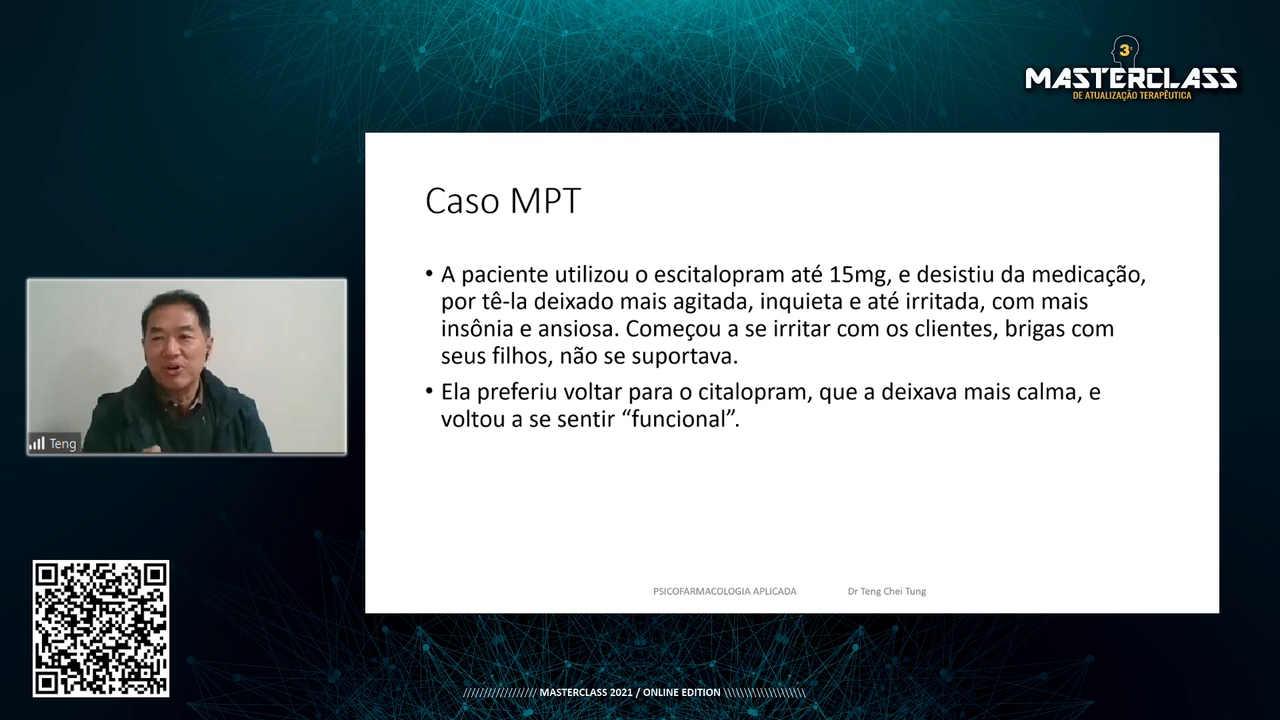 3ª
MASTERCLASS
DE ATUALIZAÇÃO TERAPÊUTICA
Caso MPT
• A paciente utilizou o escitalopram até 15mg, e desistiu da medicação,
por tê-la deixado mais agitada, inquieta e até irritada, com mais
insônia e ansiosa. Começou a se irritar com os clientes, brigas com
seus filhos, não se suportava.
• Ela preferiu voltar para o citalopram, que a deixava mais calma, e
voltou a se sentir “funcional”.
Teng
PSICOFARMACOLOGIA APLICADA Dr Teng Chei Tung
/////////////////// MASTERCLASS 2021 / ONLINE EDITION \\\\\\\\\\\\\\\\\\\\\